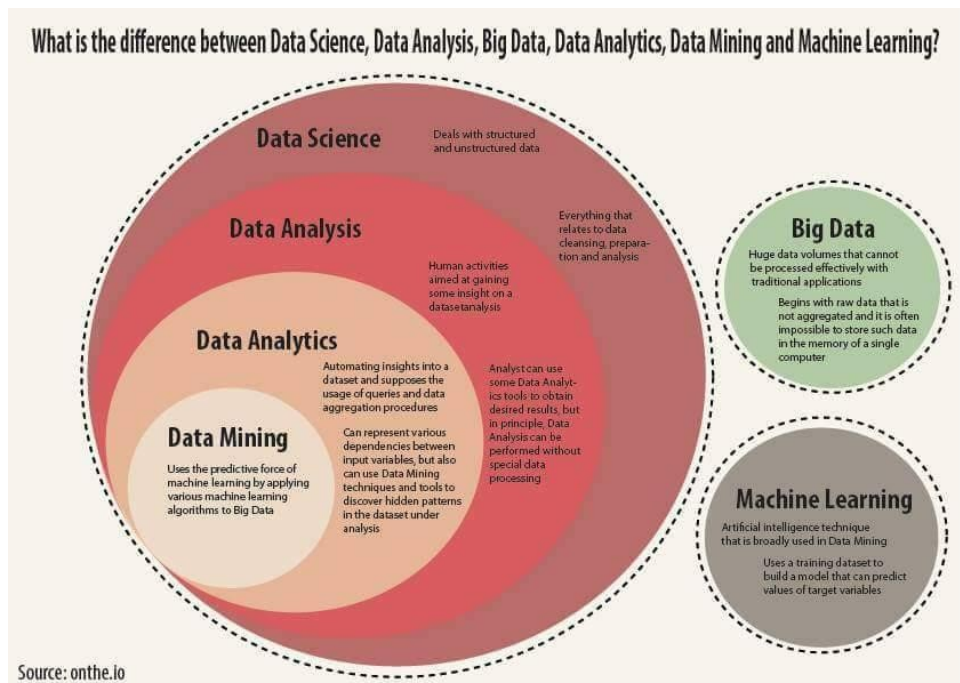 What is the difference between Data Science, Data Analysis, Big Data, Data Analytics, Data Mining and Machine Learning?
Data Science
Deals with structured
and unstructured data
Everything that
relates to data
cleansing, prepara-
tion and analysis
Data Analysis
Human activities
aimed at gaining
some insight on a
datasetanalysis
Analyst can use
some Data Analyt-
ics tools to obtain
desired results, but
in principle, Data
Analysis can be
performed without
special data
processing
Data Analytics
Automating insights into a
dataset and supposes the
usage of queries and data
aggregation procedures
Can represent various
dependencies between
input variables, but also
can use Data Mining
techniques and tools to
discover hidden patterns
in the dataset under
analysis
Data Mining
Uses the predictive force of
machine learning by applying
various machine learning
algorithms to Big Data
Big Data
Huge data volumes that cannot
be processed effectively with
traditional applications
Begins with raw data that is
not aggregated and it is often
impossible to store such data
in the memory of a single
computer
Machine Learning
Artificial intelligence technique
that is broadly used in Data Mining
Uses a training dataset to
build a model that can predict
values of target variables
Source: onthe.io